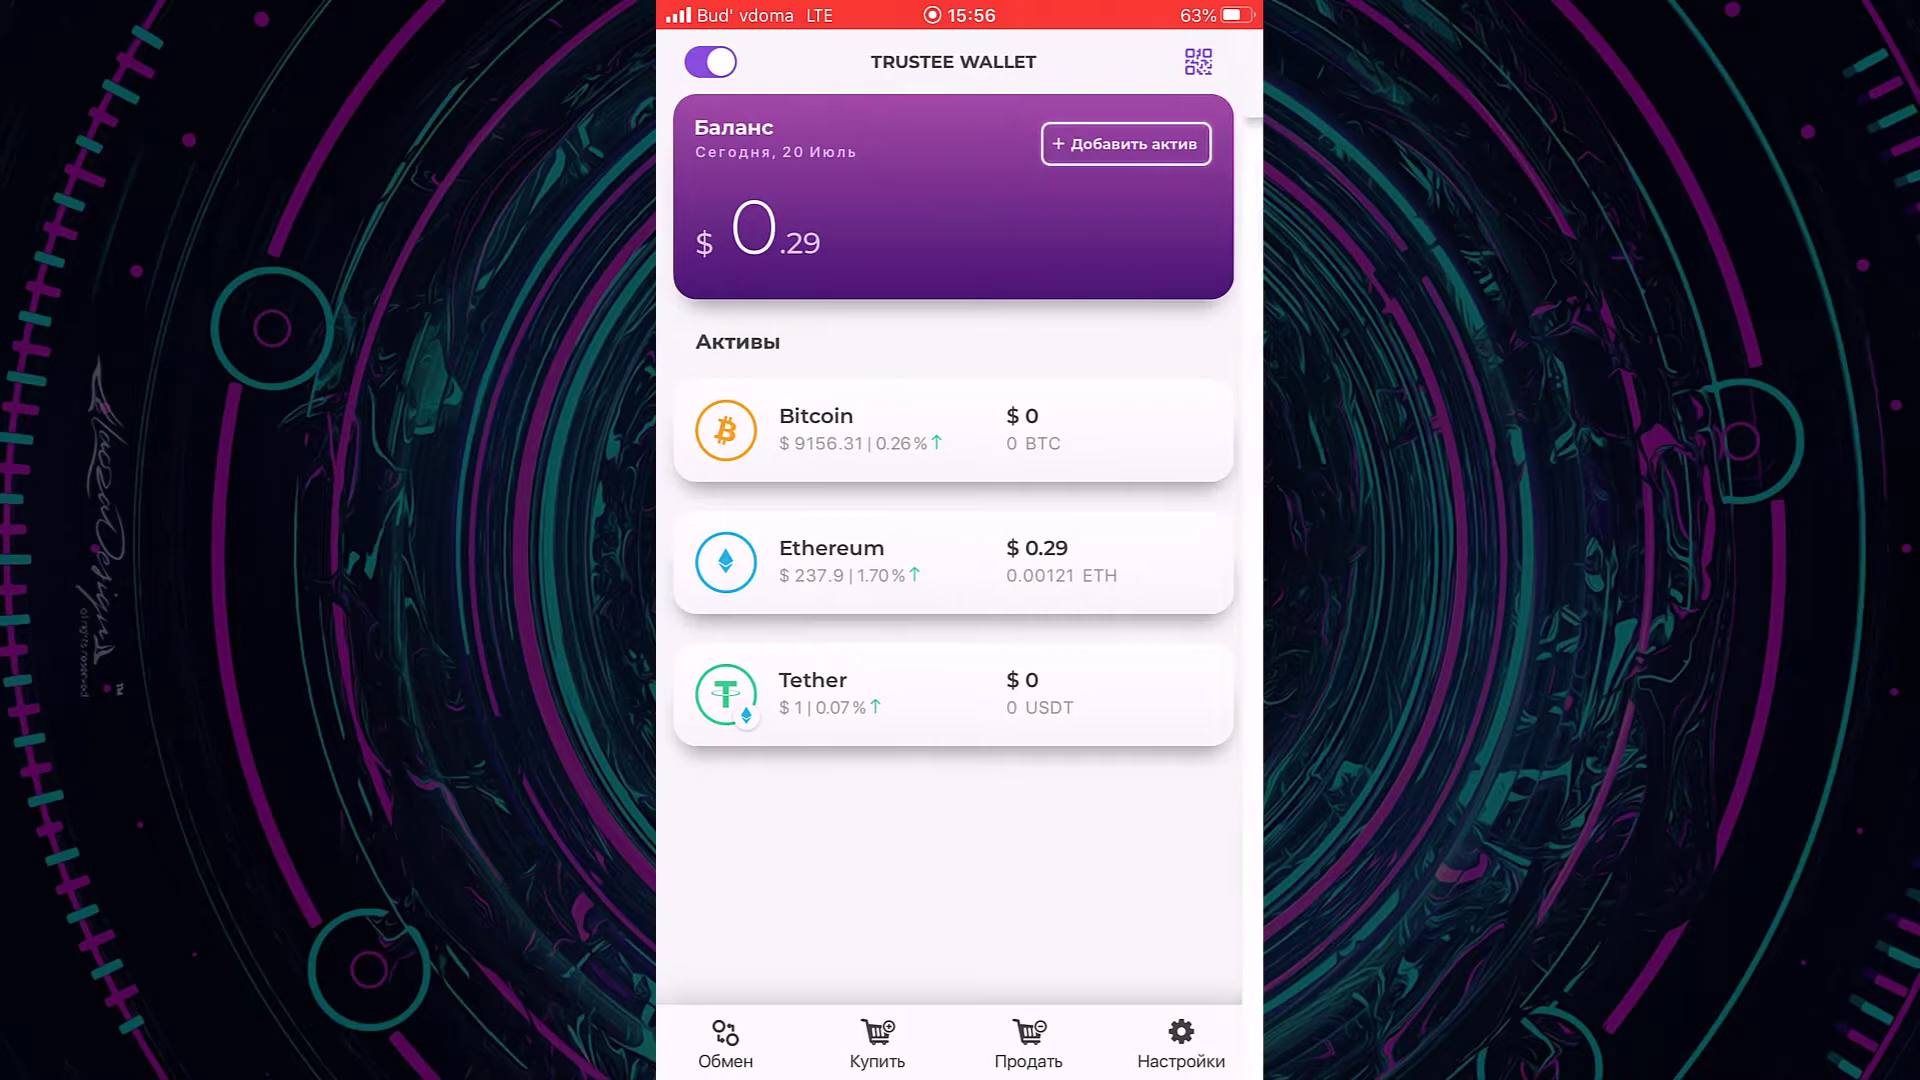 Bud' vdoma LTE 15:56 63%
TRUSTEE WALLET
Баланс
Сегодня, 20 Июль
+ Добавить актив
$ 0.29
Активы
Bitcoin $ 0
$ 9156.31 | 0.26 % ↑ 0 BTC
Ethereum $ 0.29
$ 237.9 | 1.70 % ↑ 0.00121 ETH
Tether $ 0
$ 1 | 0.07 % ↑ 0 USDT
Обмен Купить Продать Настройки
TM